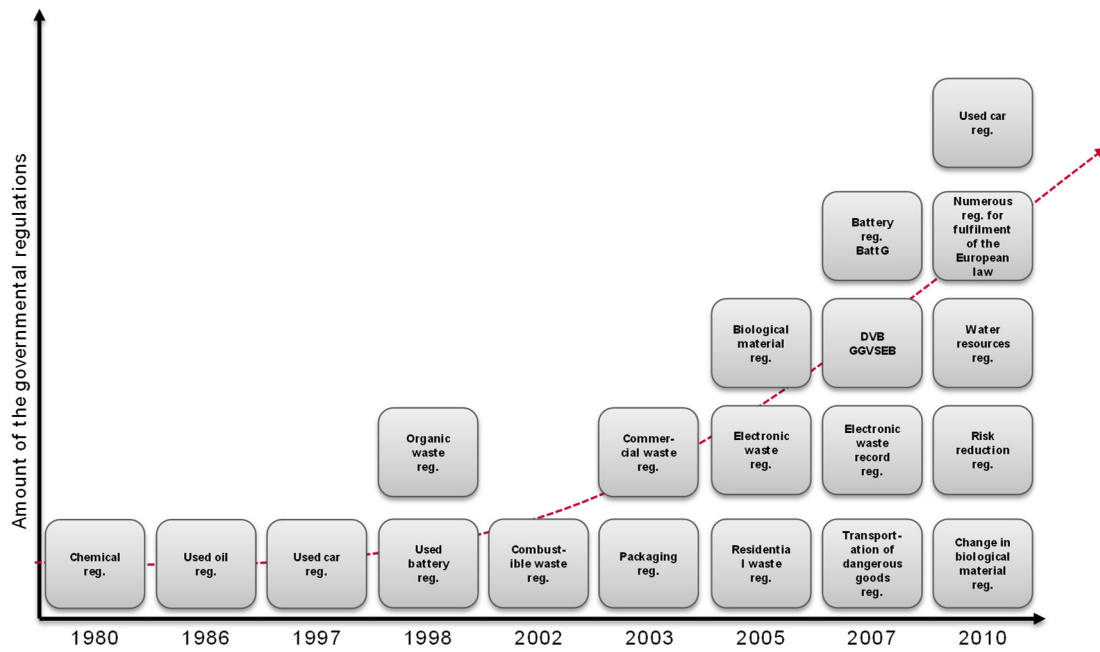 Amount of the governmental regulations
Used car
reg.
Battery
reg.
BattG
Numerous
reg. for
fulfilment
of the
European
law
Biological
material
reg.
DVB
GGVSEB
Water
resources
reg.
Organic
waste
reg.
Commer-
cial waste
reg.
Electronic
waste
reg.
Electronic
waste
record
reg.
Risk
reduction
reg.
Chemical
reg.
Used oil
reg.
Used car
reg.
Used
battery
reg.
Combust-
ible waste
reg.
Packaging
reg.
Residentia
l waste
reg.
Transport-
ation of
dangerous
goods
reg.
Change in
biological
material
reg.
1980 1986 1997 1998 2002 2003 2005 2007 2010